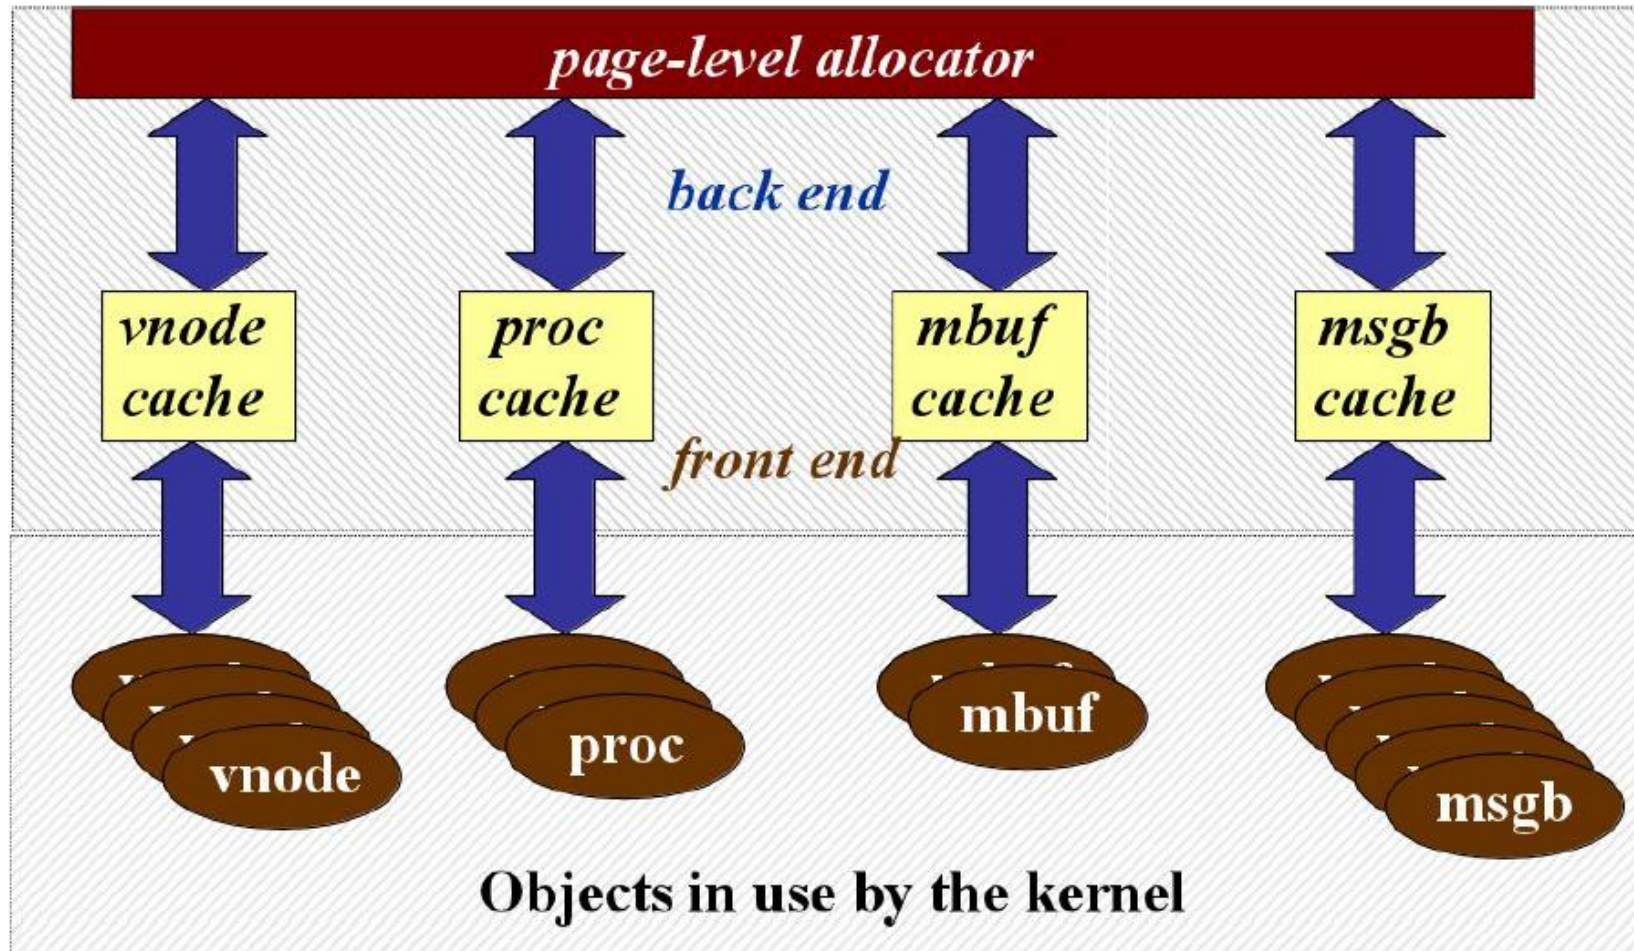 page-level allocator
back end
vnode
cache
proc
cache
mbuf
cache
msgb
cache
front end
vnode
proc
mbuf
msgb
Objects in use by the kernel